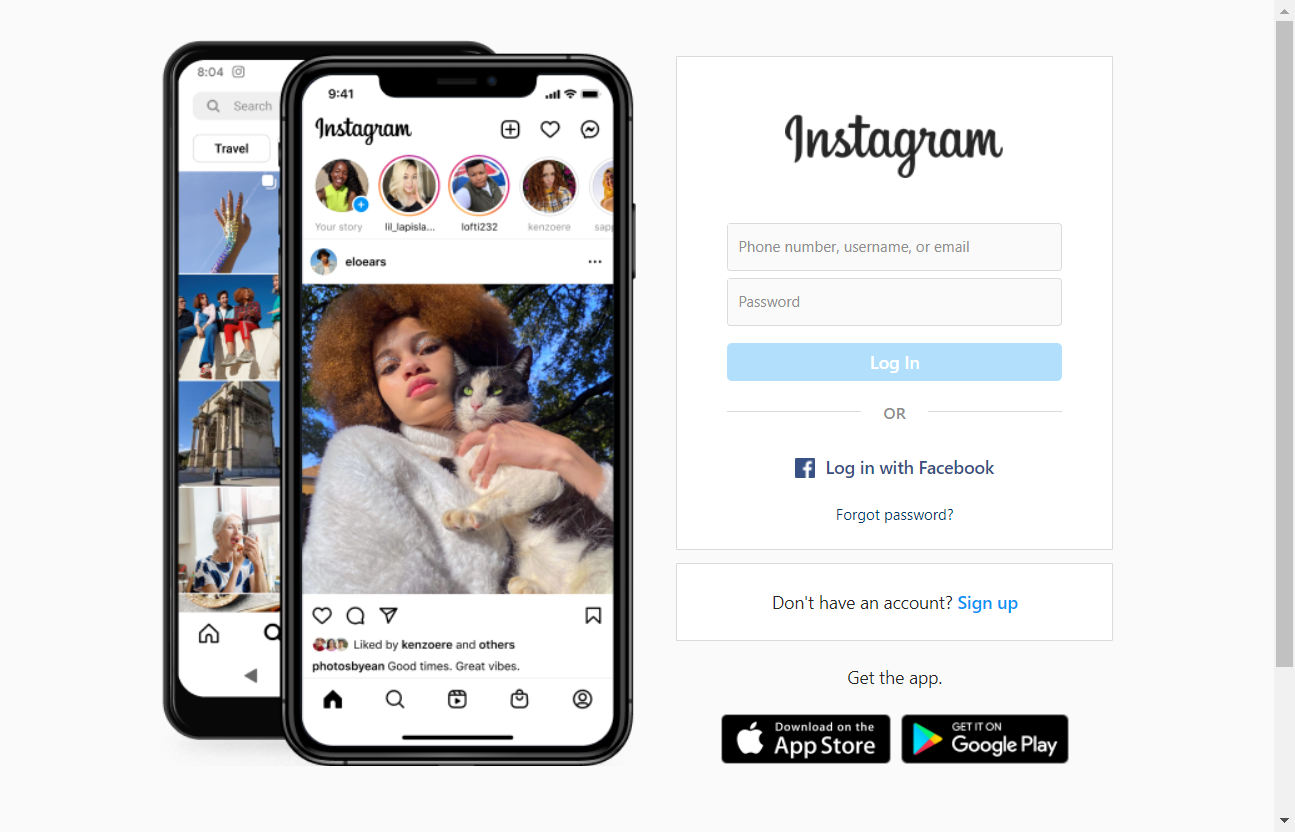 8:04
Search
Travel
9:41
Instagram
Your story
lil_lapisla...
lofti232
kenzoere
sapp
eloears
Liked by kenzoere and others
photosbyean Good times. Great vibes.
Instagram
Phone number, username, or email
Password
Log In
OR
Log in with Facebook
Forgot password?
Don't have an account? Sign up
Get the app.
Download on the
App Store
GET IT ON
Google Play